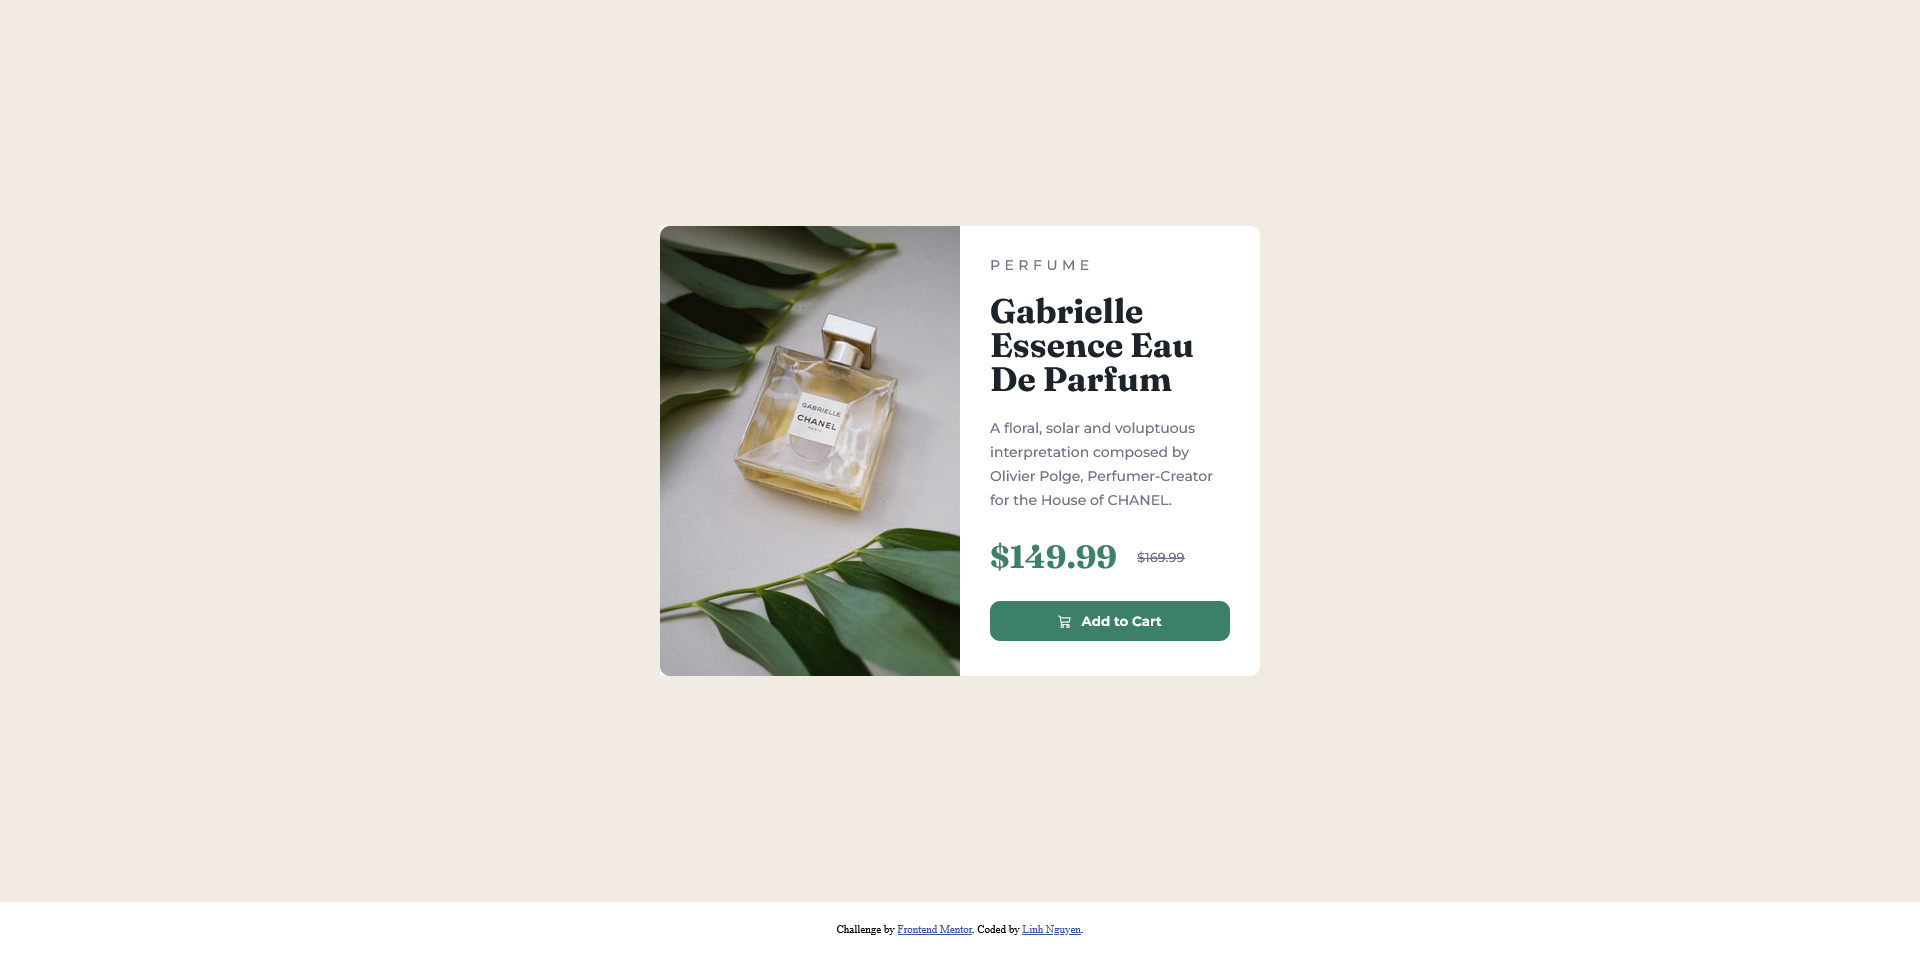 GABRIELLE
CHANEL
PARIS
PERFUME
Gabrielle
Essence Eau
De Parfum
A floral, solar and voluptuous
interpretation composed by
Olivier Polge, Perfumer-Creator
for the House of CHANEL.
$149.99 $169.99
Add to Cart
Challenge by Frontend Mentor. Coded by Linh Nguyen.